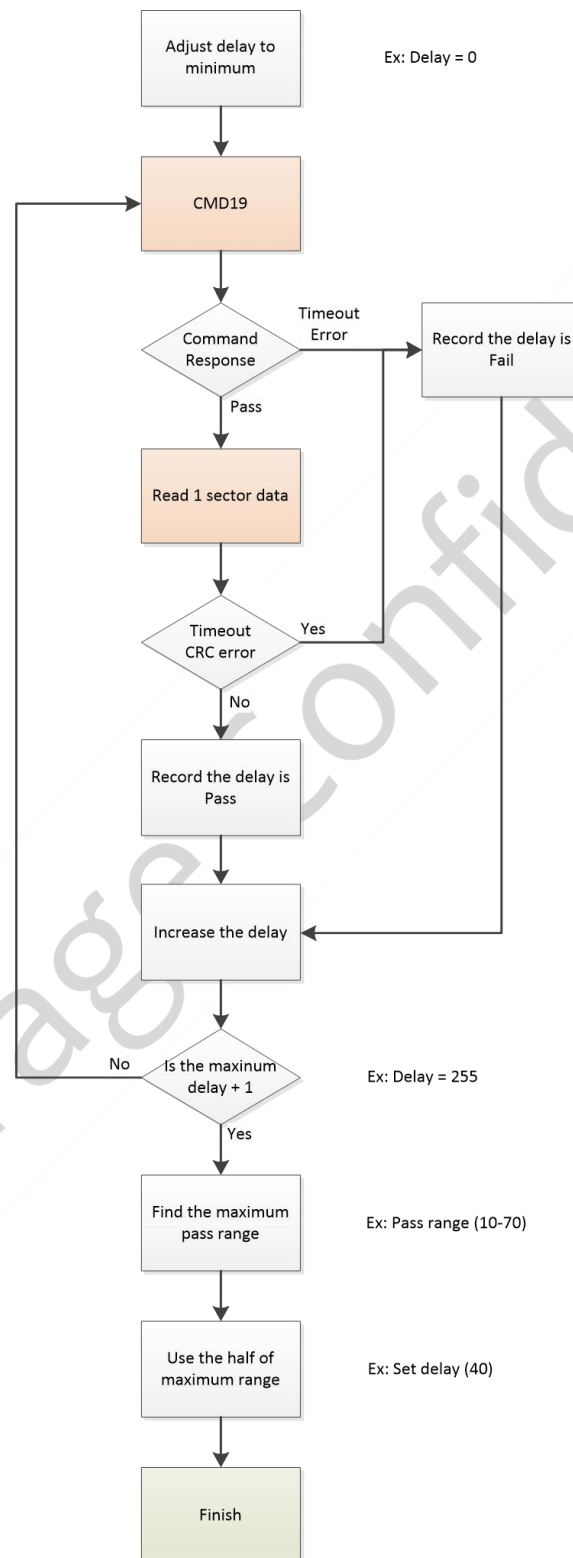 Adjust delay to
minimum
Ex: Delay = 0
CMD19
Timeout
Error
Command
Response
Record the delay is
Fail
Pass
Read 1 sector data
Timeout
CRC error
Yes
No
Record the delay is
Pass
Increase the delay
No
Is the maxinum
delay + 1
Ex: Delay = 255
Yes
Find the maximum
pass range
Ex: Pass range (10-70)
Use the half of
maximum range
Ex: Set delay (40)
Finish
age Confid